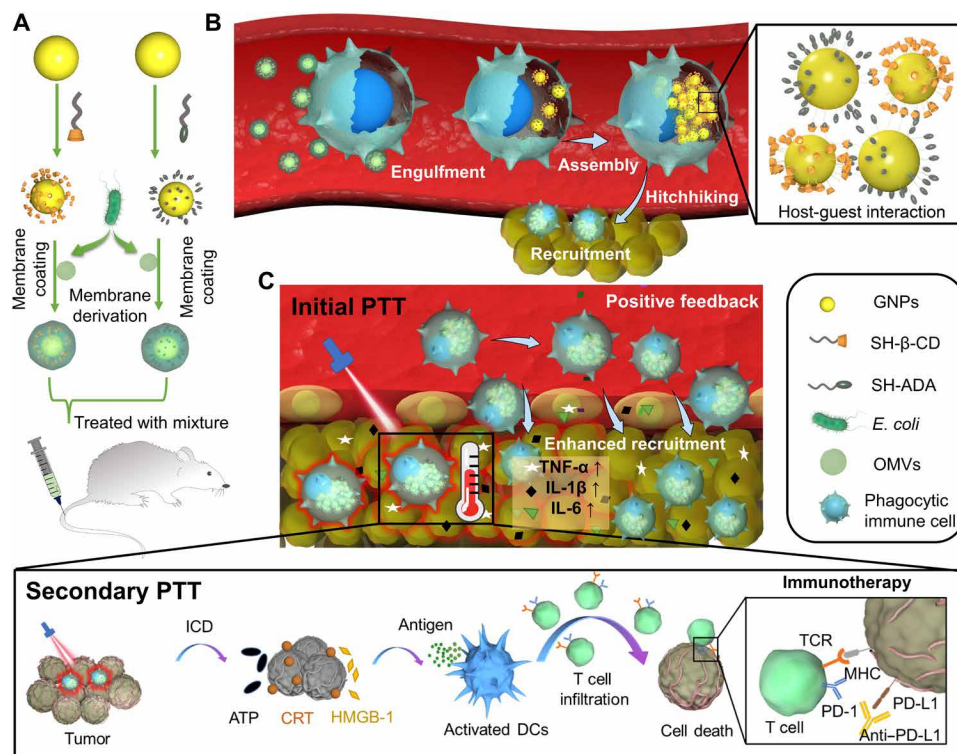 A
Membrane
coating
Membrane
coating
Membrane
derivation
Treated with mixture
B
Engulfment
Assembly
Hitchhiking
Recruitment
Host-guest interaction
C
Initial PTT
Positive feedback
Enhanced recruitment
TNF-α ↑
IL-1β ↑
IL-6 ↑
GNPs
SH-β-CD
SH-ADA
E. coli
OMVs
Phagocytic
immune cell
Secondary PTT
Tumor
ICD
ATP
CRT
HMGB-1
Antigen
Activated DCs
T cell
infiltration
Cell death
Immunotherapy
TCR
MHC
PD-1
PD-L1
T cell
Anti–PD-L1